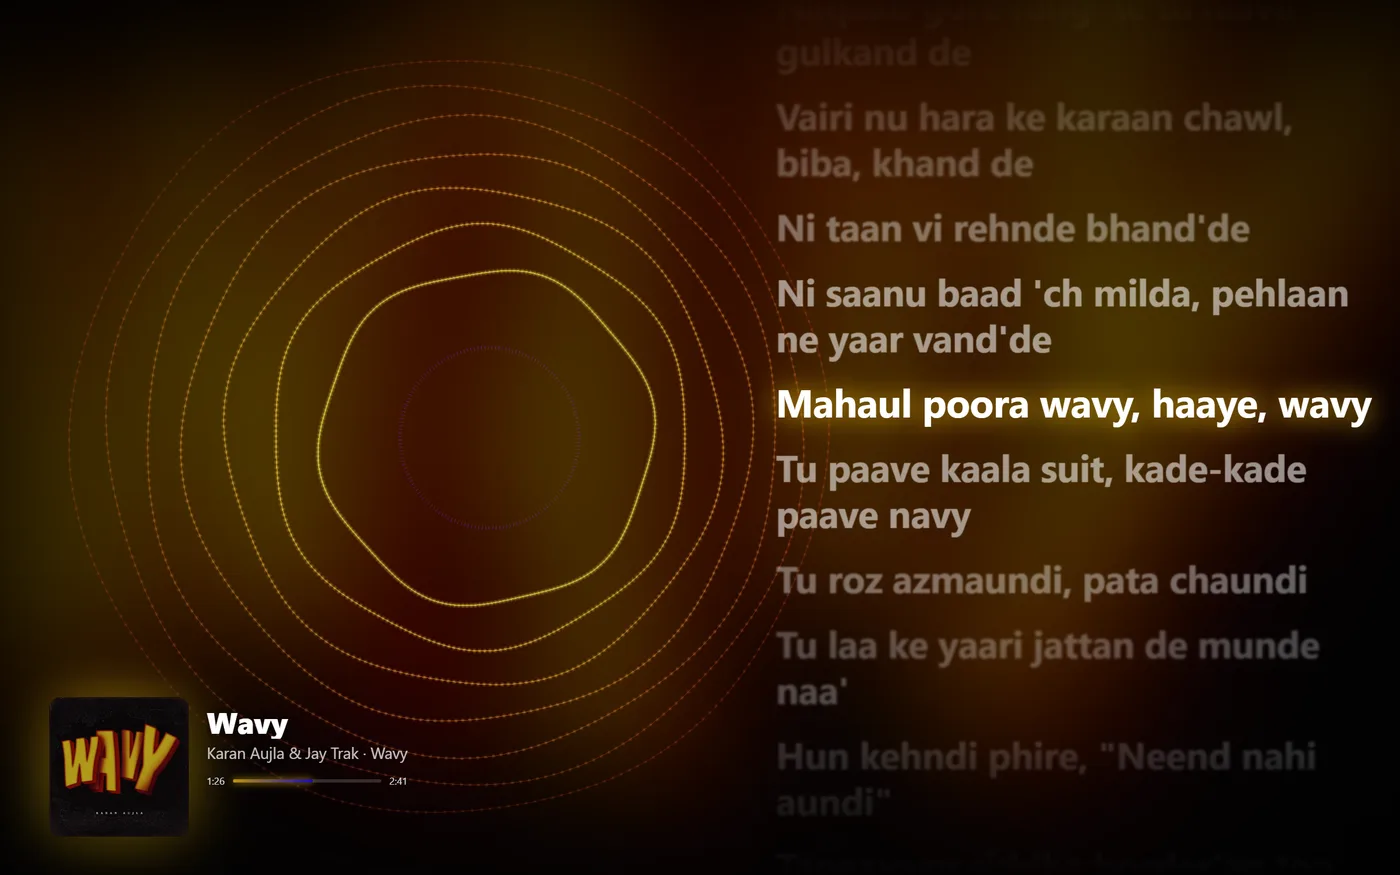 gulkand de
Vairi nu hara ke karaan chawl,
biba, khand de
Ni taan vi rehnde bhand'de
Ni saanu baad 'ch milda, pehlaan
ne yaar vand'de
Mahaul poora wavy, haaye, wavy
Tu paave kaala suit, kade-kade
paave navy
Tu roz azmaundi, pata chaundi
Tu laa ke yaari jattan de munde
naa'
Hun kehndi phire, "Neend nahi
aundi"
WAVY
KARAN AUJLA
Wavy
Karan Aujla & Jay Trak · Wavy
1:26
2:41